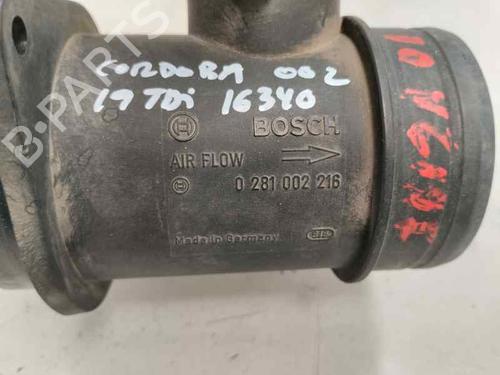 CORDOBA 002
1.9 TDi 16340
BOSCH
AIR FLOW
0 281 002 216
Made in Germany
B-PARTS